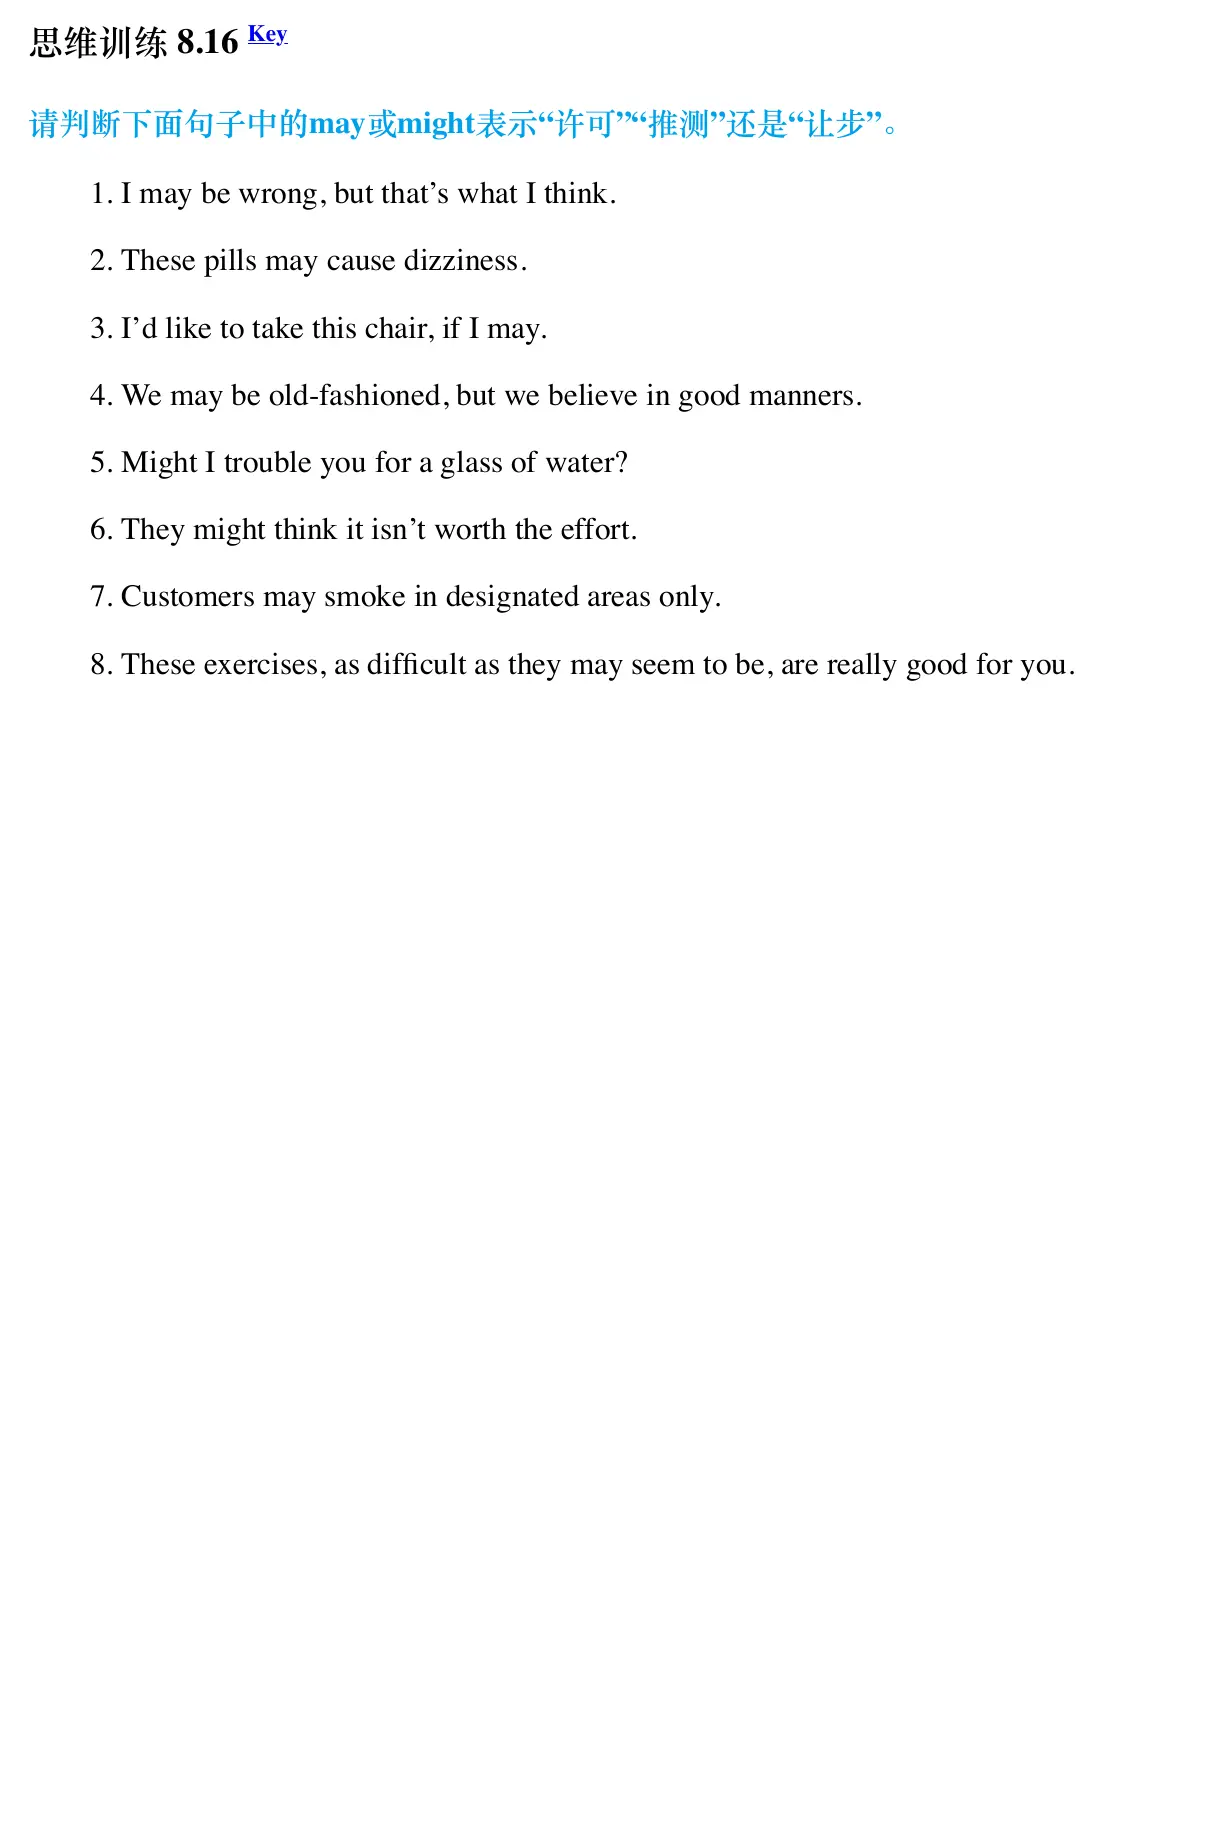 思维训练 8.16 Key
请判断下面句子中的may或might表示“许可”“推测”还是“让步”。
1. I may be wrong, but that’s what I think.
2. These pills may cause dizziness.
3. I’d like to take this chair, if I may.
4. We may be old-fashioned, but we believe in good manners.
5. Might I trouble you for a glass of water?
6. They might think it isn’t worth the effort.
7. Customers may smoke in designated areas only.
8. These exercises, as difficult as they may seem to be, are really good for you.